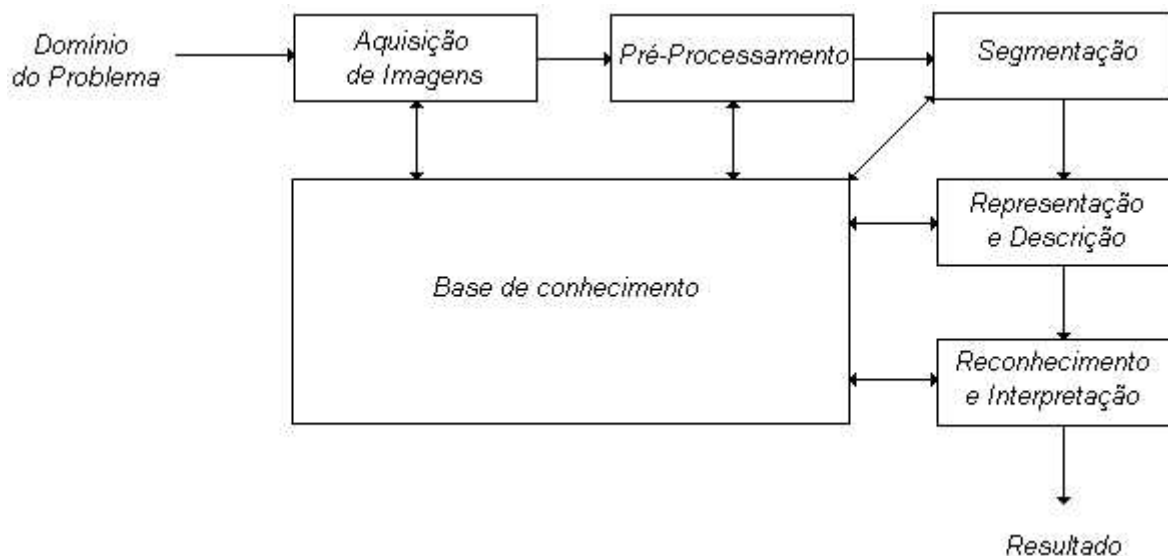 Domínio
do Problema
Aquisição
de Imagens
Pré-Processamento
Segmentação
Representação
e Descrição
Base de conhecimento
Reconhecimento
e Interpretação
Resultado